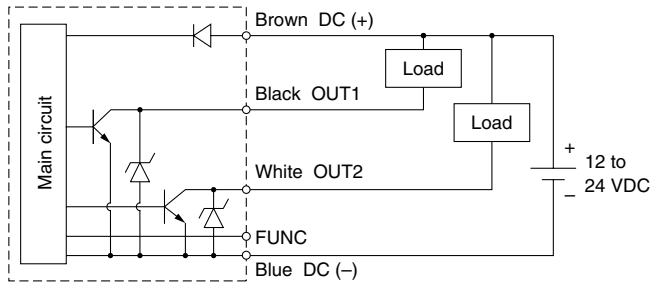 Brown DC (+)
Load
Black OUT1
Load
Main circuit
White OUT2
+
12 to
24 VDC
–
FUNC
Blue DC (–)